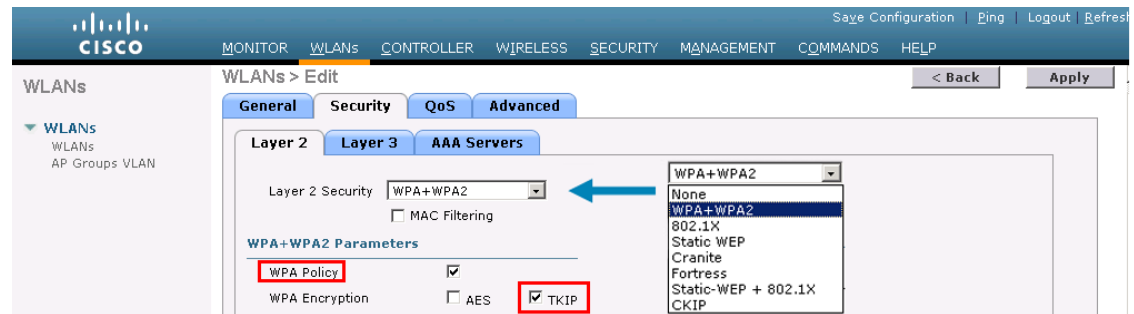 Save Configuration | Ping | Logout | Refresh
CISCO
MONITOR WLANs CONTROLLER WIRELESS SECURITY MANAGEMENT COMMANDS HELP
WLANs
WLANs > Edit
< Back
Apply
General Security QoS Advanced
WLANs
WLANs
AP Groups VLAN
Layer 2 Layer 3 AAA Servers
Layer 2 Security WPA+WPA2
MAC Filtering
WPA+WPA2 Parameters
WPA Policy
WPA Encryption AES TKIP
WPA+WPA2
None
WPA+WPA2
802.1X
Static WEP
Cranite
Fortress
Static-WEP + 802.1X
CKIP